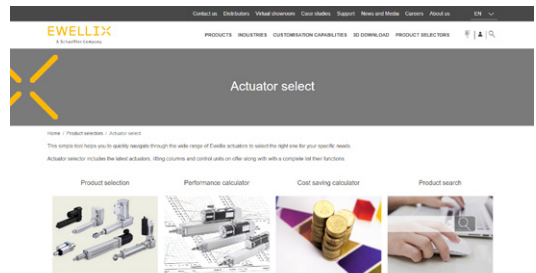 Contact us Distributors Virtual showroom Case studies Support News and Media Careers About us EN
EWELLIX
A Schaeffler Company
PRODUCTS INDUSTRIES CUSTOMISATION CAPABILITIES 3D DOWNLOAD PRODUCT SELECTORS
Actuator select
Home / Product selectors / Actuator select
This simple tool helps you to quickly navigate through the wide range of Ewellix actuators to select the right one for your specific needs.
Actuator selector includes the latest actuators, lifting columns and control units on offer along with with a complete list their functions.
Product selection Performance calculator Cost saving calculator Product search